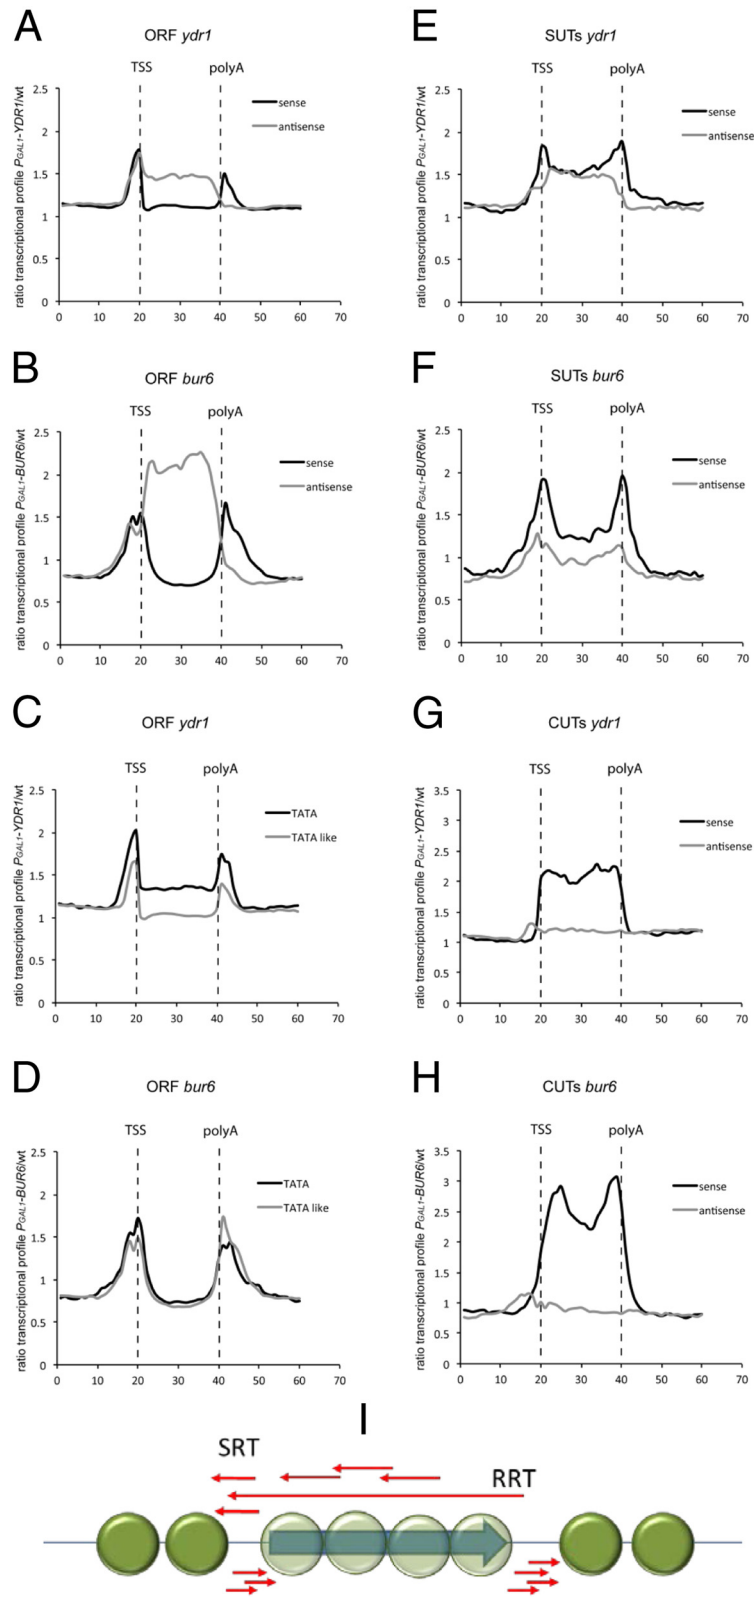 A
ORF ydr1
TSS polyA
ratio transcriptional profile PGAL1-YDR1/wt
2.5
2
1.5
1
0.5
0
sense
antisense
0 10 20 30 40 50 60 70
B
ORF bur6
TSS polyA
ratio transcriptional profile PGAL1-BUR6/wt
2.5
2
1.5
1
0.5
0
sense
antisense
0 10 20 30 40 50 60 70
C
ORF ydr1
TSS polyA
ratio transcriptional profile PGAL1-YDR1/wt
2.5
2
1.5
1
0.5
0
TATA
TATA like
0 10 20 30 40 50 60 70
D
ORF bur6
TSS polyA
ratio transcriptional profile PGAL1-BUR6/wt
2.5
2
1.5
1
0.5
0
TATA
TATA like
0 10 20 30 40 50 60 70
E
SUTs ydr1
TSS polyA
ratio transcriptional profile PGAL1-YDR1/wt
2.5
2
1.5
1
0.5
0
sense
antisense
0 10 20 30 40 50 60 70
F
SUTs bur6
TSS polyA
ratio transcriptional profile PGAL1-BUR6/wt
2.5
2
1.5
1
0.5
0
sense
antisense
0 10 20 30 40 50 60 70
G
CUTs ydr1
TSS polyA
ratio transcriptional profile PGAL1-YDR1/wt
3.5
3
2.5
2
1.5
1
0.5
0
sense
antisense
0 10 20 30 40 50 60 70
H
CUTs bur6
TSS polyA
ratio transcriptional profile PGAL1-BUR6/wt
3.5
3
2.5
2
1.5
1
0.5
0
sense
antisense
0 10 20 30 40 50 60 70
I
SRT
RRT